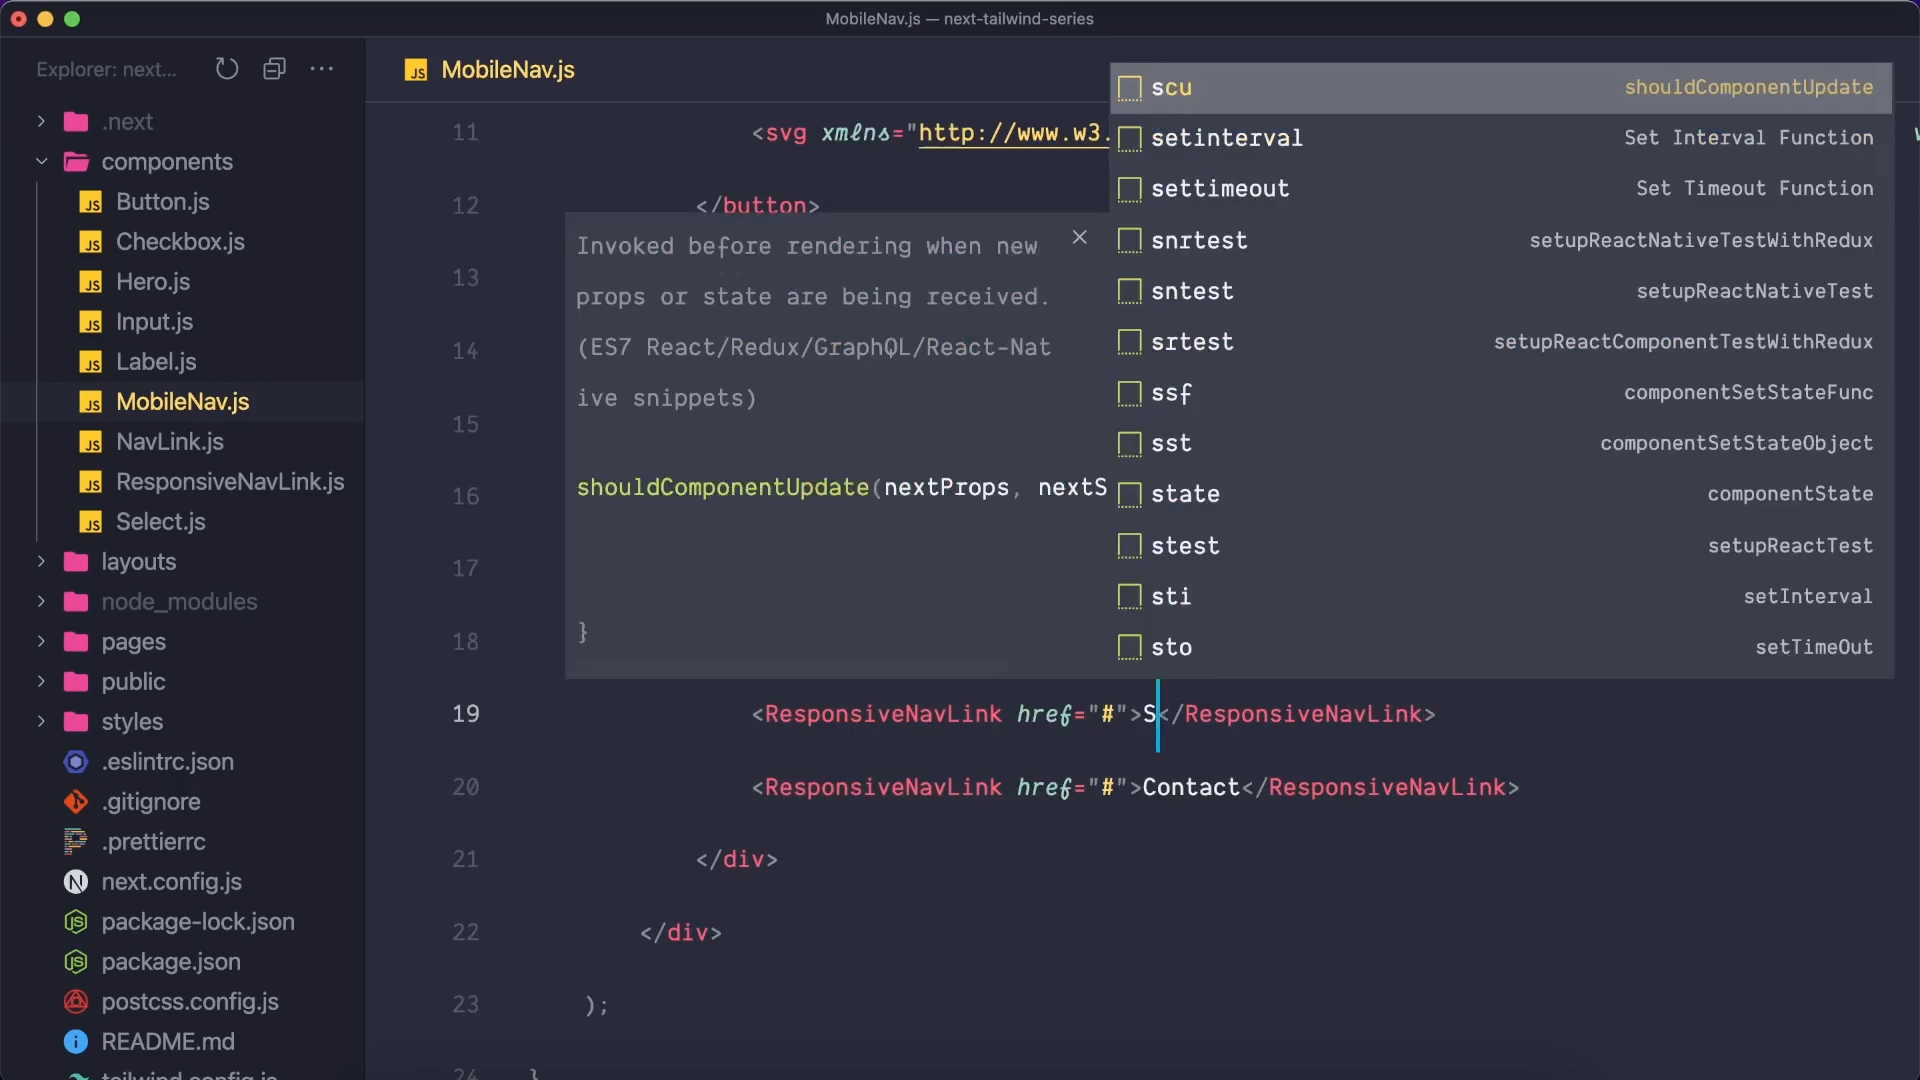 MobileNav.js — next-tailwind-series
Explorer: next...
.next
components
Button.js
Checkbox.js
Hero.js
Input.js
Label.js
MobileNav.js
NavLink.js
ResponsiveNavLink.js
Select.js
layouts
node_modules
pages
public
styles
.eslintrc.json
.gitignore
.prettierrc
next.config.js
package-lock.json
package.json
postcss.config.js
README.md
tailwind.config.js
MobileNav.js
11 <svg xmlns="http://www.w3.
12 </button>
13
14
15
16
17
18
19 <ResponsiveNavLink href="#">S</ResponsiveNavLink>
20 <ResponsiveNavLink href="#">Contact</ResponsiveNavLink>
21 </div>
22 </div>
23 );
24 }
Invoked before rendering when new
props or state are being received.
(ES7 React/Redux/GraphQL/React-Nat
ive snippets)
shouldComponentUpdate(nextProps, nextS
}
scu shouldComponentUpdate
setinterval Set Interval Function
settimeout Set Timeout Function
snrtest setupReactNativeTestWithRedux
sntest setupReactNativeTest
srtest setupReactComponentTestWithRedux
ssf componentSetStateFunc
sst componentSetStateObject
state componentState
stest setupReactTest
sti setInterval
sto setTimeOut